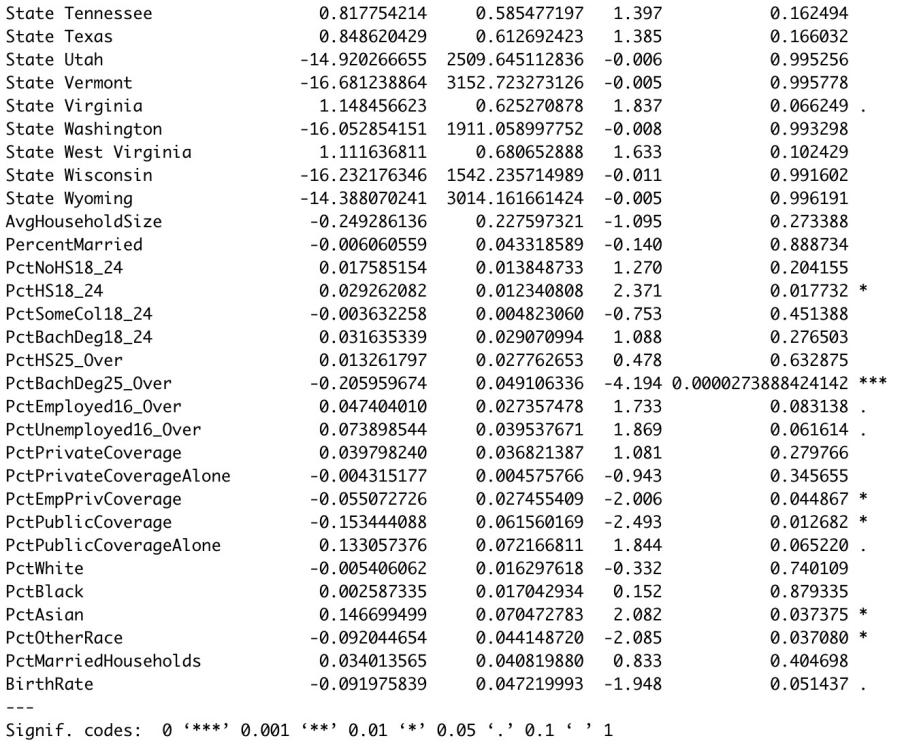 State Tennessee 0.817754214 0.585477197 1.397 0.162494
State Texas 0.848620429 0.612692423 1.385 0.166032
State Utah -14.920266655 2509.645112836 -0.006 0.995256
State Vermont -16.681238864 3152.723273126 -0.005 0.995778
State Virginia 1.148456623 0.625270878 1.837 0.066249 .
State Washington -16.052854151 1911.058997752 -0.008 0.993298
State West Virginia 1.111636811 0.680652888 1.633 0.102429
State Wisconsin -16.232176346 1542.235714989 -0.011 0.991602
State Wyoming -14.388070241 3014.161661424 -0.005 0.996191
AvgHouseholdSize -0.249286136 0.227597321 -1.095 0.273388
PercentMarried -0.006060559 0.043318589 -0.140 0.888734
PctNoHS18_24 0.017585154 0.013848733 1.270 0.204155
PctHS18_24 0.029262082 0.012340808 2.371 0.017732 *
PctSomeCol18_24 -0.003632258 0.004823060 -0.753 0.451388
PctBachDeg18_24 0.031635339 0.029070994 1.088 0.276503
PctHS25_Over 0.013261797 0.027762653 0.478 0.632875
PctBachDeg25_Over -0.205959674 0.049106336 -4.194 0.0000273888424142 ***
PctEmployed16_Over 0.047404010 0.027357478 1.733 0.083138 .
PctUnemployed16_Over 0.073898544 0.039537671 1.869 0.061614 .
PctPrivateCoverage 0.039798240 0.036821387 1.081 0.279766
PctPrivateCoverageAlone -0.004315177 0.004575766 -0.943 0.345655
PctEmpPrivCoverage -0.055072726 0.027455409 -2.006 0.044867 *
PctPublicCoverage -0.153444088 0.061560169 -2.493 0.012682 *
PctPublicCoverageAlone 0.133057376 0.072166811 1.844 0.065220 .
PctWhite -0.005406062 0.016297618 -0.332 0.740109
PctBlack 0.002587335 0.017042934 0.152 0.879335
PctAsian 0.146699499 0.070472783 2.082 0.037375 *
PctOtherRace -0.092044654 0.044148720 -2.085 0.037080 *
PctMarriedHouseholds 0.034013565 0.040819880 0.833 0.404698
BirthRate -0.091975839 0.047219993 -1.948 0.051437 .
---
Signif. codes: 0 ‘***’ 0.001 ‘**’ 0.01 ‘*’ 0.05 ‘.’ 0.1 ‘ ’ 1